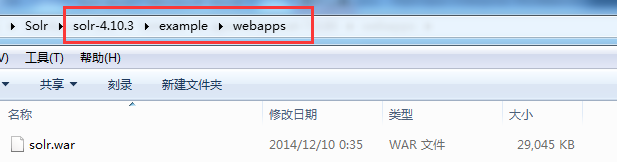 Solr solr-4.10.3 example webapps
V) 工具(T) 帮助(H)
共享 刻录 新建文件夹
名称 修改日期 类型 大小
solr.war 2014/12/10 0:35 WAR 文件 29,045 KB